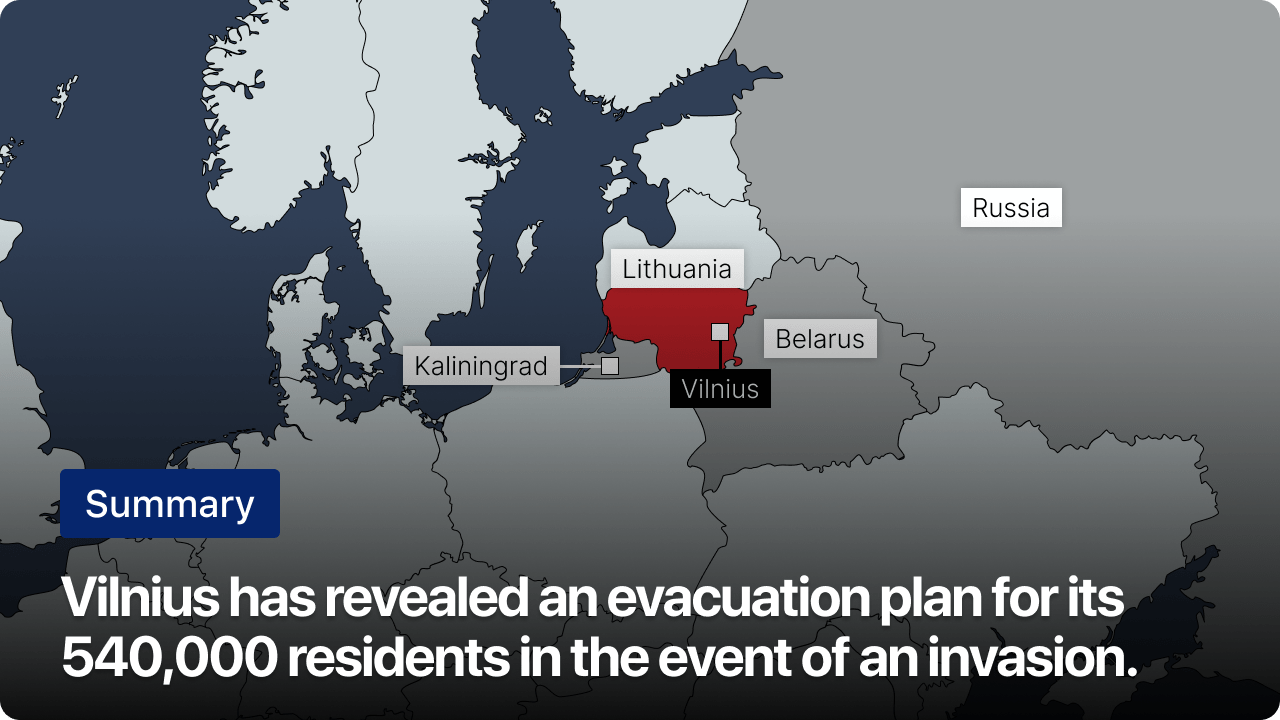 Russia
Lithuania
Belarus
Kaliningrad
Vilnius
Summary
Vilnius has revealed an evacuation plan for its
540,000 residents in the event of an invasion.